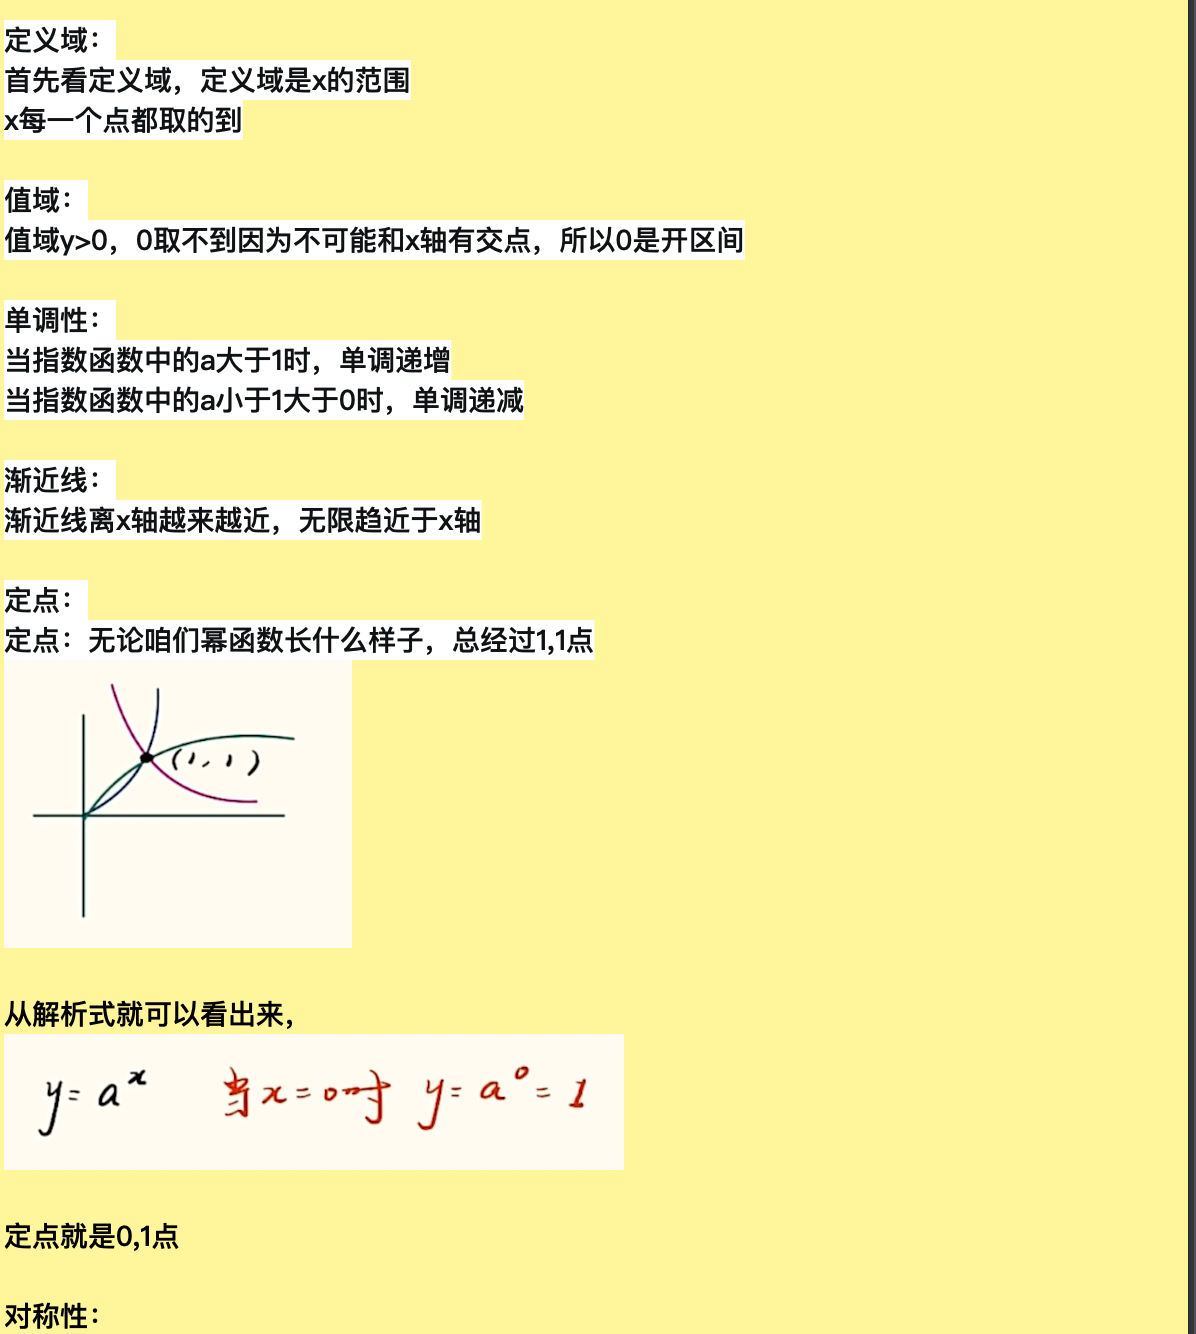 定义域：
首先看定义域，定义域是x的范围
x每一个点都取的到
值域：
值域y>0，0取不到因为不可能和x轴有交点，所以0是开区间
单调性：
当指数函数中的a大于1时，单调递增
当指数函数中的a小于1大于0时，单调递减
渐近线：
渐近线离x轴越来越近，无限趋近于x轴
定点：
定点：无论咱们幂函数长什么样子，总经过1,1点
(1,1)
从解析式就可以看出来，
y=aˣ 当x=0时 y=a⁰=1
定点就是0,1点
对称性：